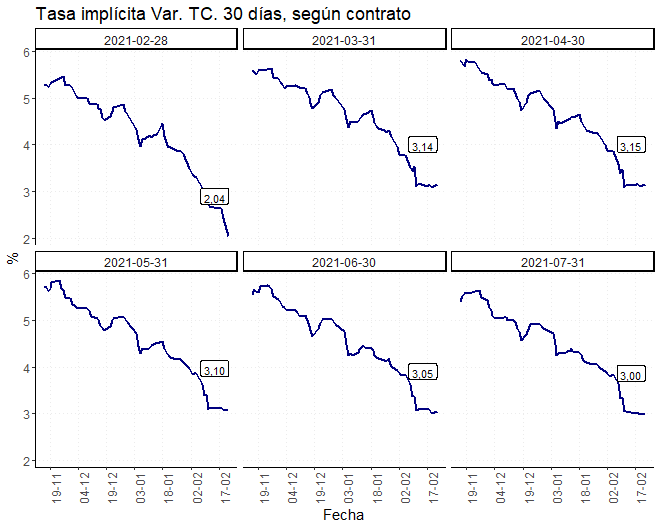 Tasa implícita Var. TC. 30 días, según contrato
2021-02-28 2021-03-31 2021-04-30
6
5
4
3
2
2,04 3,14 3,15
%
2021-05-31 2021-06-30 2021-07-31
6
5
4
3
2
3,10 3,05 3,00
19-11 04-12 19-12 03-01 18-01 02-02 17-02 19-11 04-12 19-12 03-01 18-01 02-02 17-02 19-11 04-12 19-12 03-01 18-01 02-02 17-02
Fecha